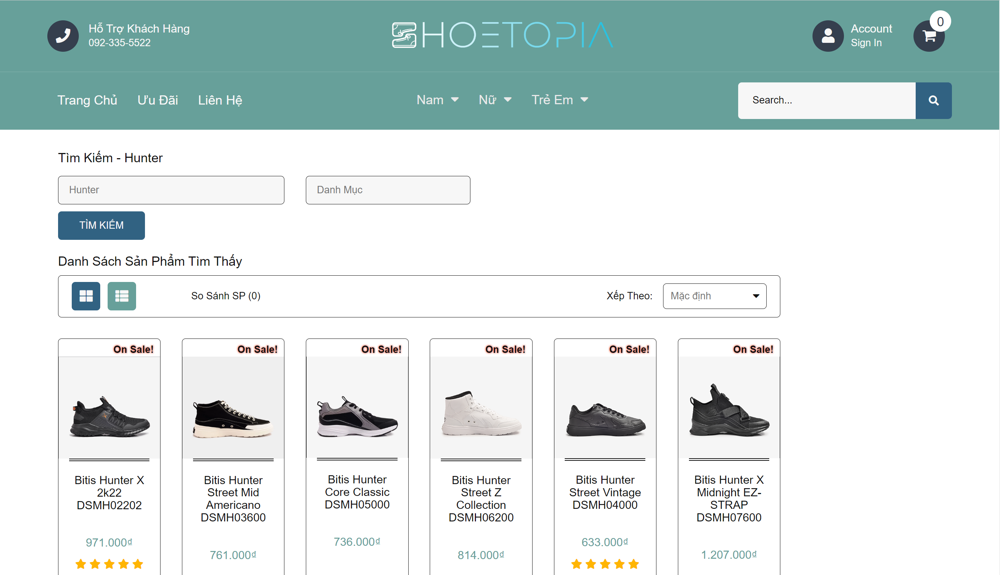 Hỗ Trợ Khách Hàng
092-335-5522
SHOETOPIA
Account
Sign In
0
Trang Chủ
Ưu Đãi
Liên Hệ
Nam
Nữ
Trẻ Em
Search...
Tìm Kiếm - Hunter
Hunter
Danh Mục
TÌM KIẾM
Danh Sách Sản Phẩm Tìm Thấy
So Sánh SP (0)
Xếp Theo:
Mặc định
On Sale!
Bitis Hunter X
2k22
DSMH02202
971.000₫
On Sale!
Bitis Hunter
Street Mid
Americano
DSMH03600
761.000₫
On Sale!
Bitis Hunter
Core Classic
DSMH05000
736.000₫
On Sale!
Bitis Hunter
Street Z
Collection
DSMH06200
814.000₫
On Sale!
Bitis Hunter
Street Vintage
DSMH04000
633.000₫
On Sale!
Bitis Hunter X
Midnight EZ-
STRAP
DSMH07600
1.207.000₫